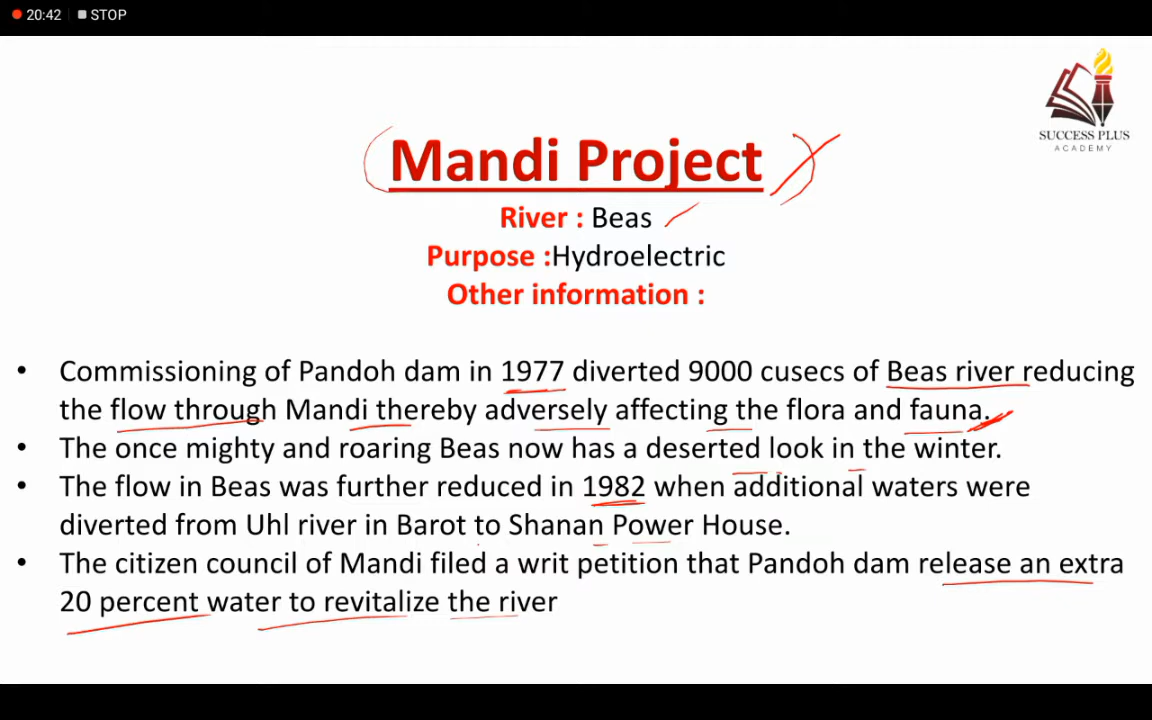 20:42 STOP
SUCCESS PLUS
ACADEMY
Mandi Project
River : Beas
Purpose :Hydroelectric
Other information :
• Commissioning of Pandoh dam in 1977 diverted 9000 cusecs of Beas river reducing
the flow through Mandi thereby adversely affecting the flora and fauna.
• The once mighty and roaring Beas now has a deserted look in the winter.
• The flow in Beas was further reduced in 1982 when additional waters were
diverted from Uhl river in Barot to Shanan Power House.
• The citizen council of Mandi filed a writ petition that Pandoh dam release an extra
20 percent water to revitalize the river